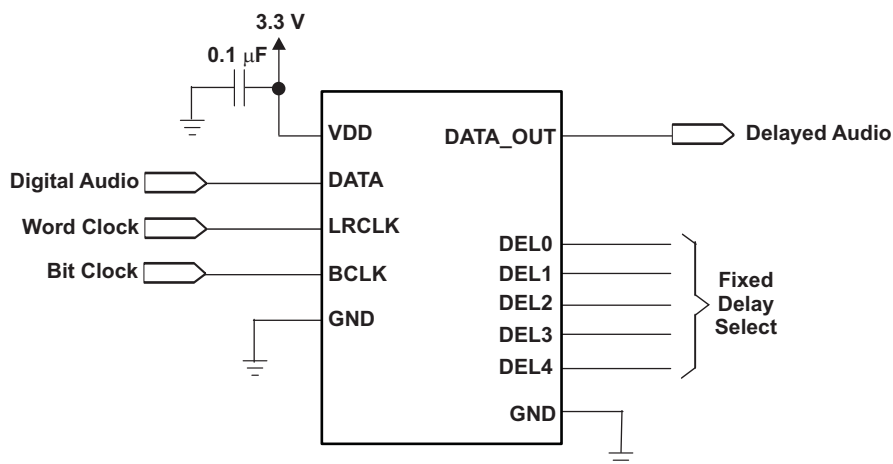 3.3 V
0.1 μF
VDD
DATA_OUT
Delayed Audio
Digital Audio
DATA
Word Clock
LRCLK
Bit Clock
BCLK
GND
DEL0
DEL1
DEL2
DEL3
DEL4
Fixed
Delay
Select
GND